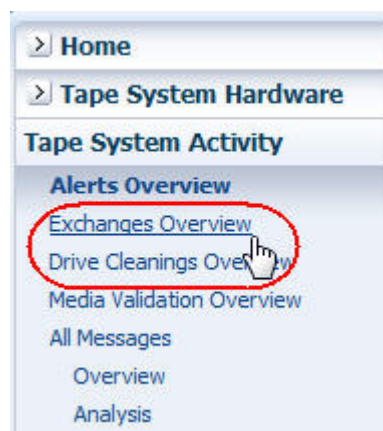 Home
Tape System Hardware
Tape System Activity
Alerts Overview
Exchanges Overview
Drive Cleanings Overview
Media Validation Overview
All Messages
Overview
Analysis